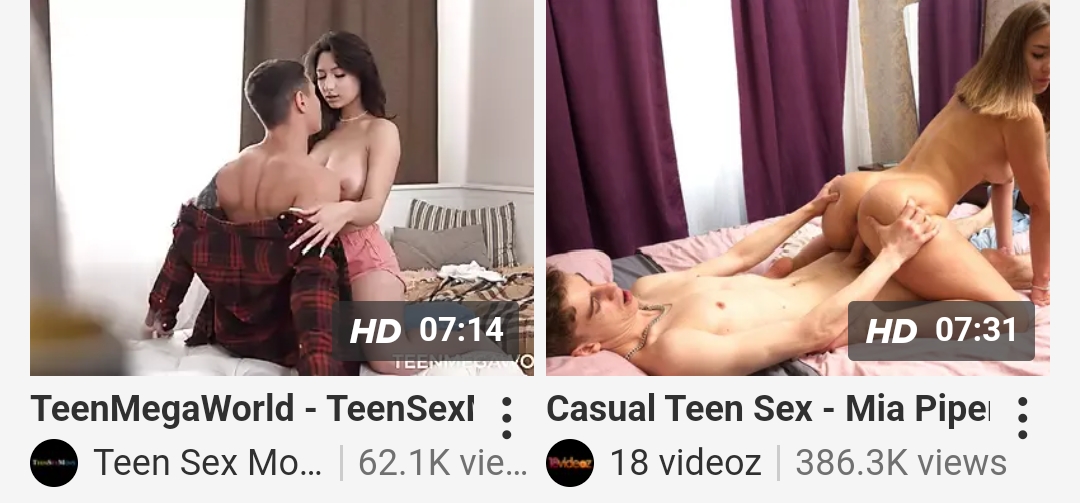 HD 07:14
HD 07:31
TEENMEGAWO
TeenMegaWorld - TeenSex
Casual Teen Sex - Mia Piper
Teen Sex Mo… | 62.1K vie…
18 videoz | 386.3K views